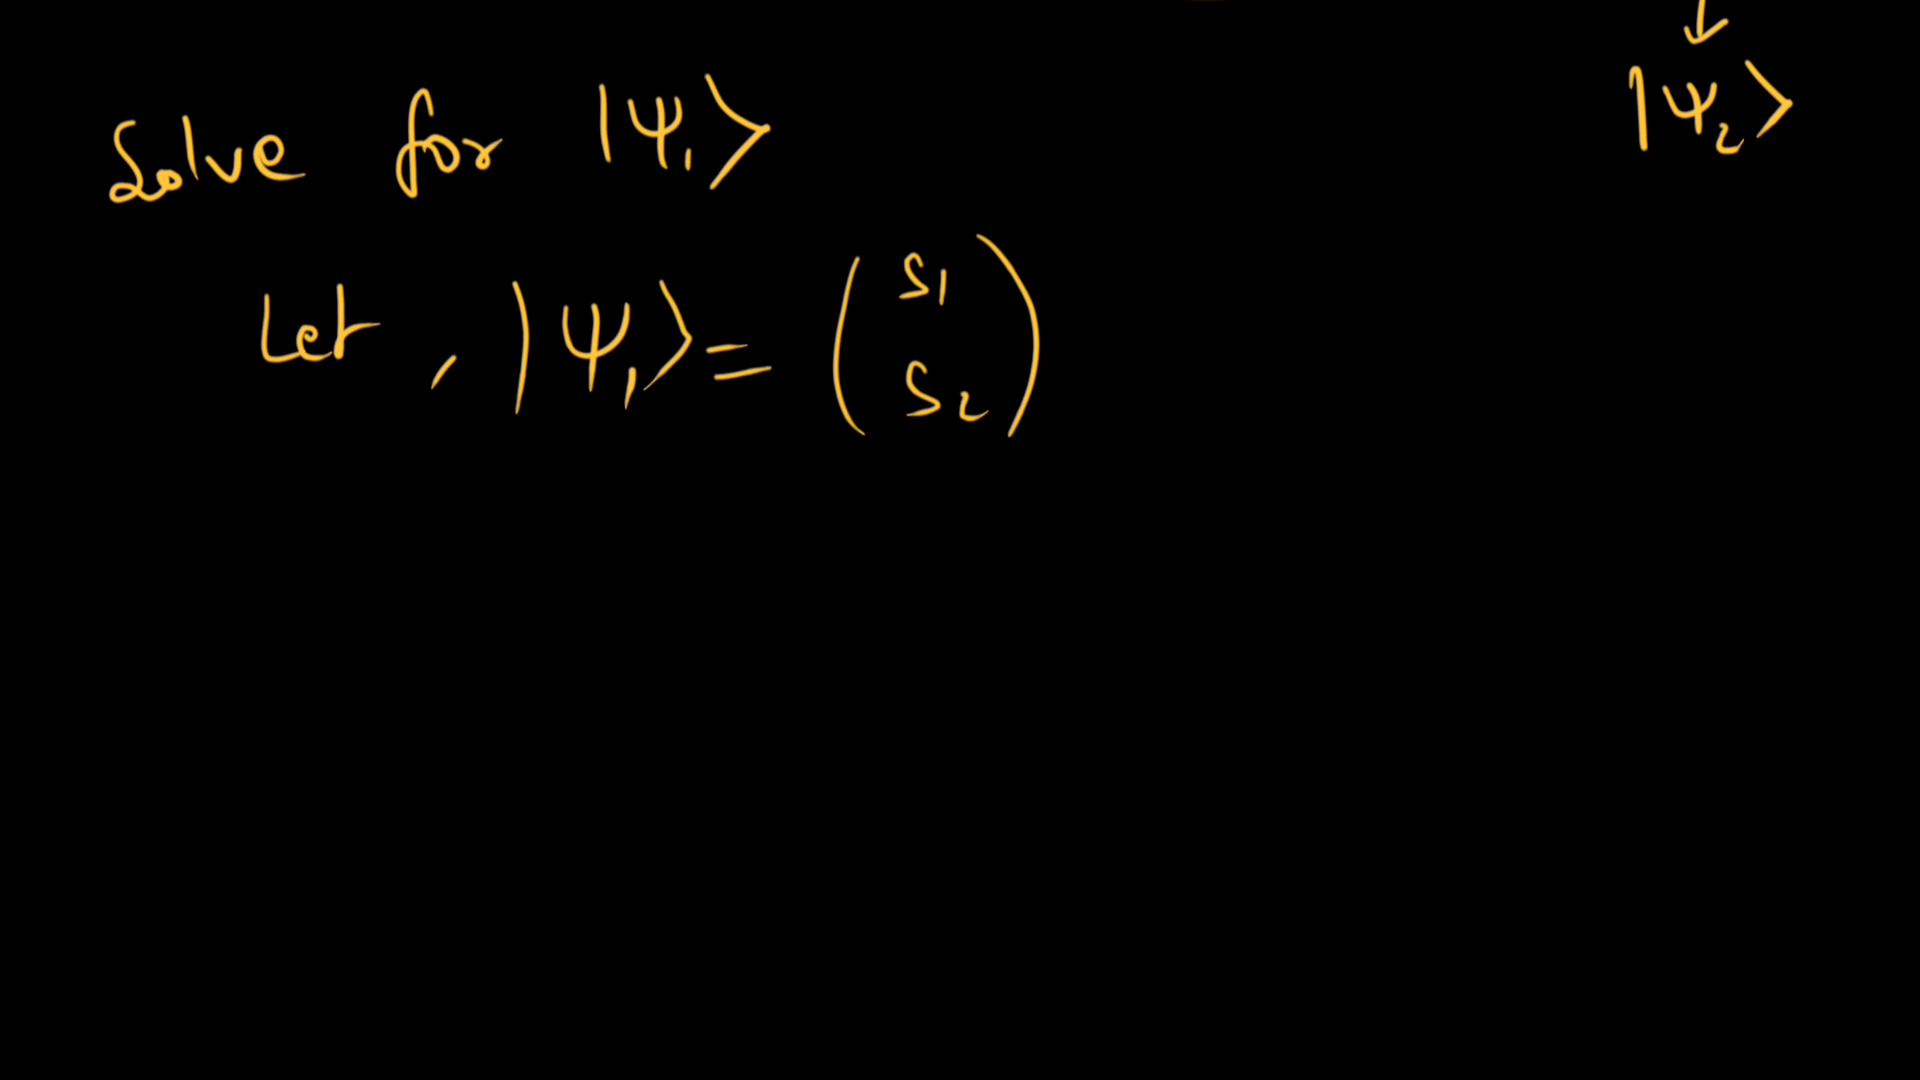 Solve for |ψ₁⟩
↓
|ψ₂⟩
Let, |ψ₁⟩ = (s₁
s₂)